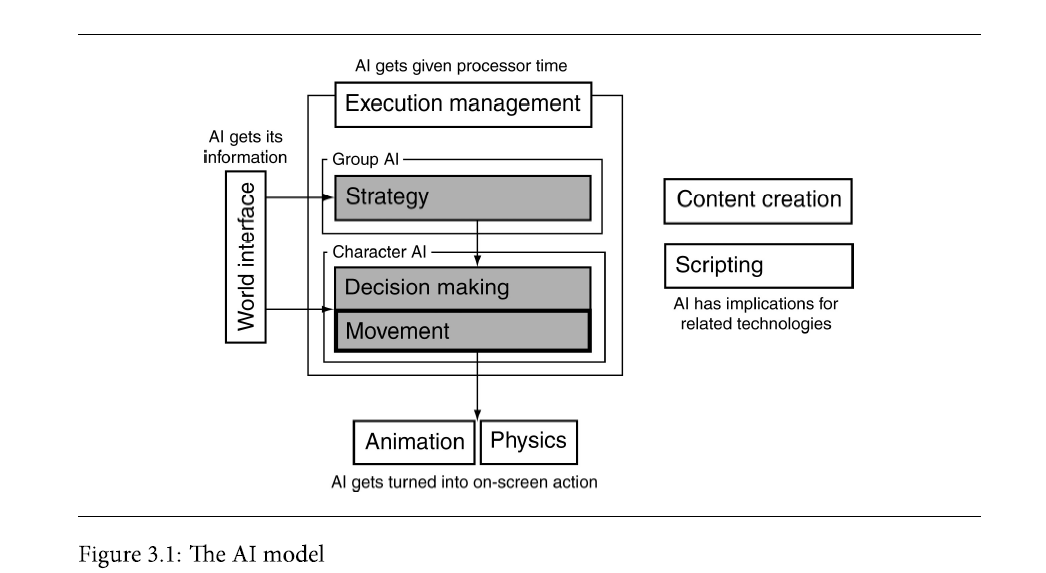 AI gets given processor time
Execution management
AI gets its
information
Group AI
World interface
Strategy
Content creation
Character AI
Scripting
Decision making
AI has implications for
related technologies
Movement
Animation
Physics
AI gets turned into on-screen action
Figure 3.1: The AI model